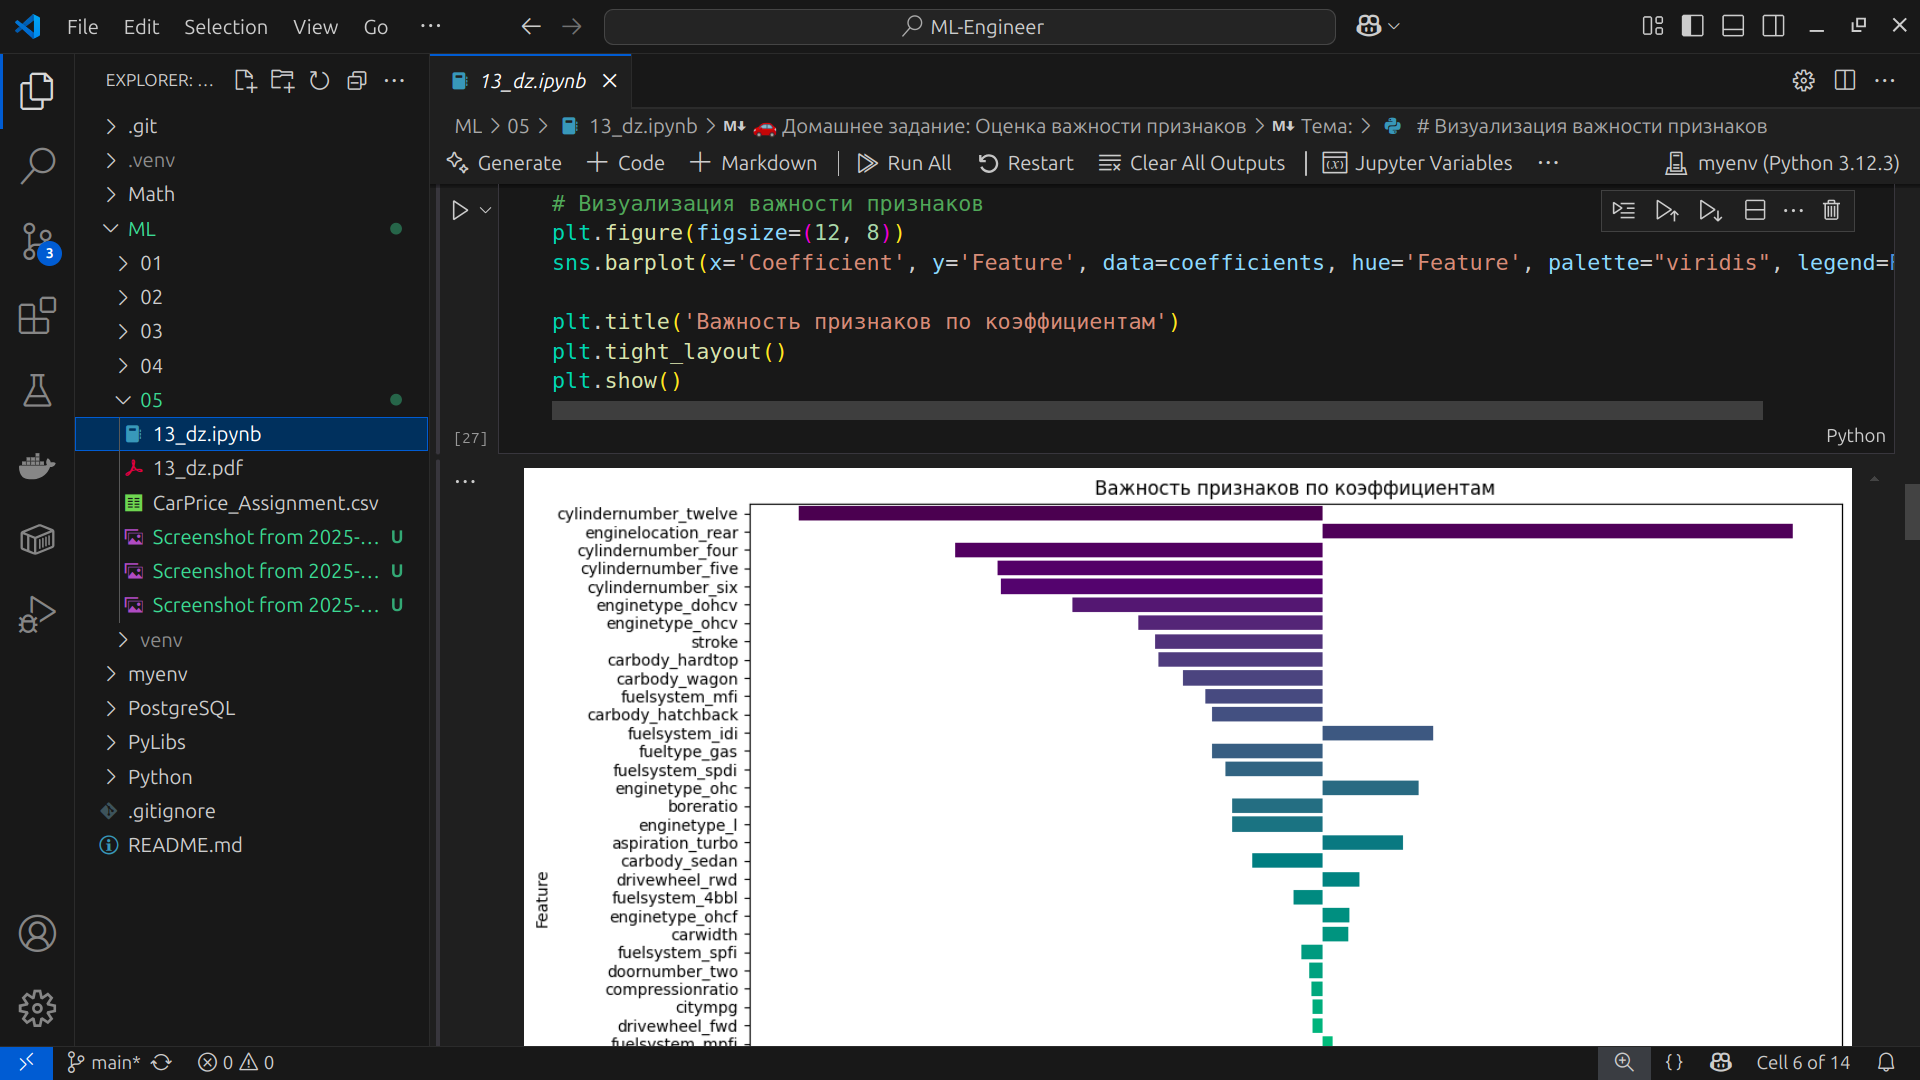 File Edit Selection View Go ···
ML-Engineer
EXPLORER: ...
.git
.venv
Math
ML
01
02
03
04
05
13_dz.ipynb
13_dz.pdf
CarPrice_Assignment.csv
Screenshot from 2025-... U
Screenshot from 2025-... U
Screenshot from 2025-... U
venv
myenv
PostgreSQL
PyLibs
Python
.gitignore
README.md
3
13_dz.ipynb
ML > 05 > 13_dz.ipynb > M↓ 🚗 Домашнее задание: Оценка важности признаков > M↓ Тема: > # Визуализация важности признаков
Generate + Code + Markdown | Run All Restart Clear All Outputs | Jupyter Variables ··· myenv (Python 3.12.3)
# Визуализация важности признаков
plt.figure(figsize=(12, 8))
sns.barplot(x='Coefficient', y='Feature', data=coefficients, hue='Feature', palette="viridis", legend=
plt.title('Важность признаков по коэффициентам')
plt.tight_layout()
plt.show()
[27]
Python
Важность признаков по коэффициентам
cylindernumber_twelve
enginelocation_rear
cylindernumber_four
cylindernumber_five
cylindernumber_six
enginetype_dohcv
enginetype_ohcv
stroke
carbody_hardtop
carbody_wagon
fuelsystem_mfi
carbody_hatchback
fuelsystem_idi
fueltype_gas
fuelsystem_spdi
enginetype_ohc
boreratio
enginetype_l
aspiration_turbo
carbody_sedan
drivewheel_rwd
fuelsystem_4bbl
enginetype_ohcf
carwidth
fuelsystem_spfi
doornumber_two
compressionratio
citympg
drivewheel_fwd
fuelsystem_mpfi
Feature
main* 0 0
{} Cell 6 of 14